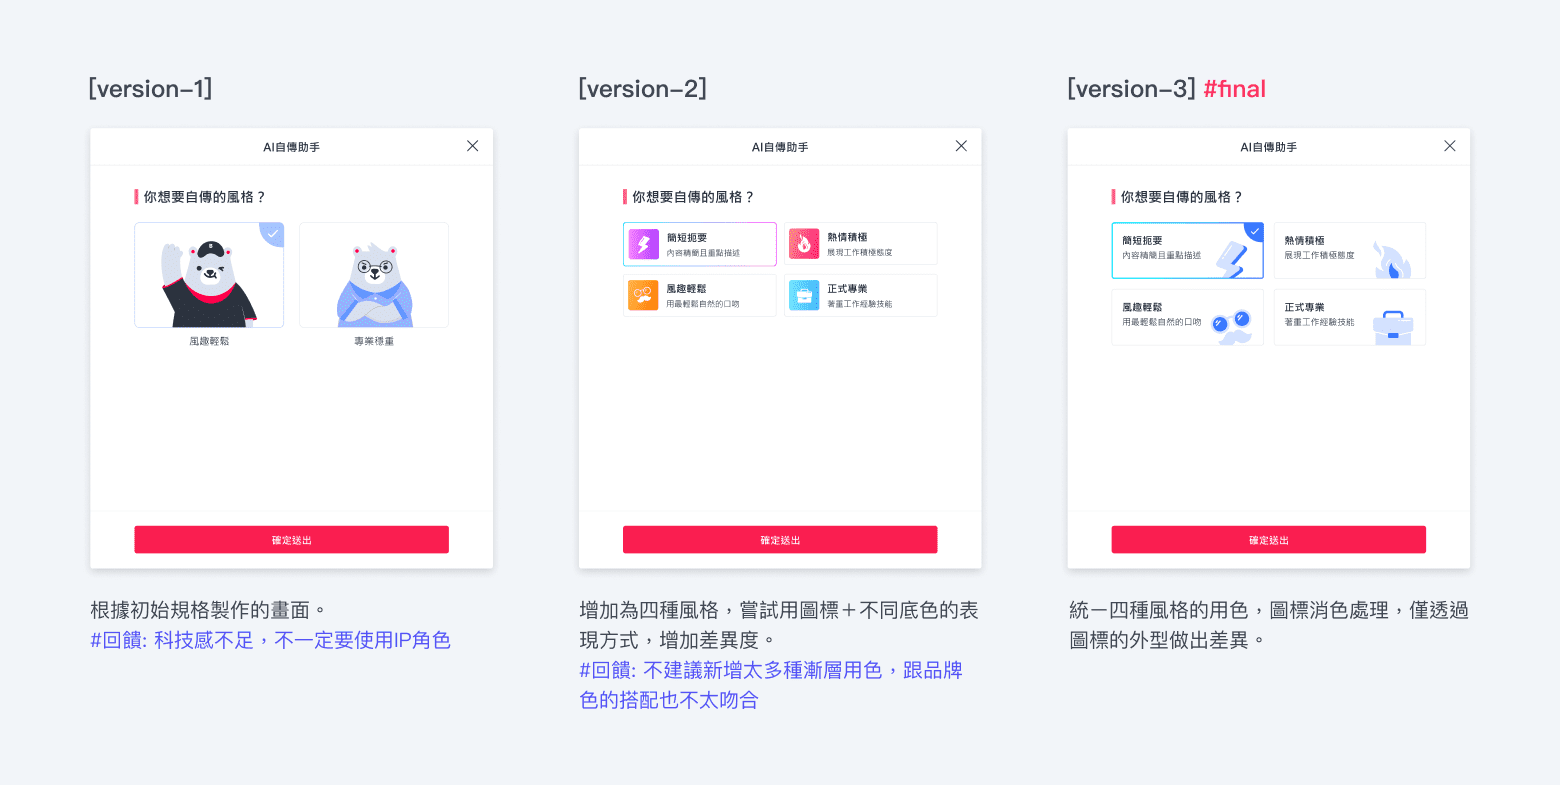 [version-1]
AI自傳助手
你想要自傳的風格？
風趣輕鬆
專業穩重
確定送出
根據初始規格製作的畫面。
#回饋: 科技感不足，不一定要使用IP角色
[version-2]
AI自傳助手
你想要自傳的風格？
簡短扼要
內容精簡且重點描述
熱情積極
展現工作積極態度
風趣輕鬆
用最輕鬆自然的口吻
正式專業
著重工作經驗技能
確定送出
增加為四種風格，嘗試用圖標＋不同底色的表
現方式，增加差異度。
#回饋: 不建議新增太多種漸層用色，跟品牌
色的搭配也不太吻合
[version-3] #final
AI自傳助手
你想要自傳的風格？
簡短扼要
內容精簡且重點描述
熱情積極
展現工作積極態度
風趣輕鬆
用最輕鬆自然的口吻
正式專業
著重工作經驗技能
確定送出
統一四種風格的用色，圖標消色處理，僅透過
圖標的外型做出差異。